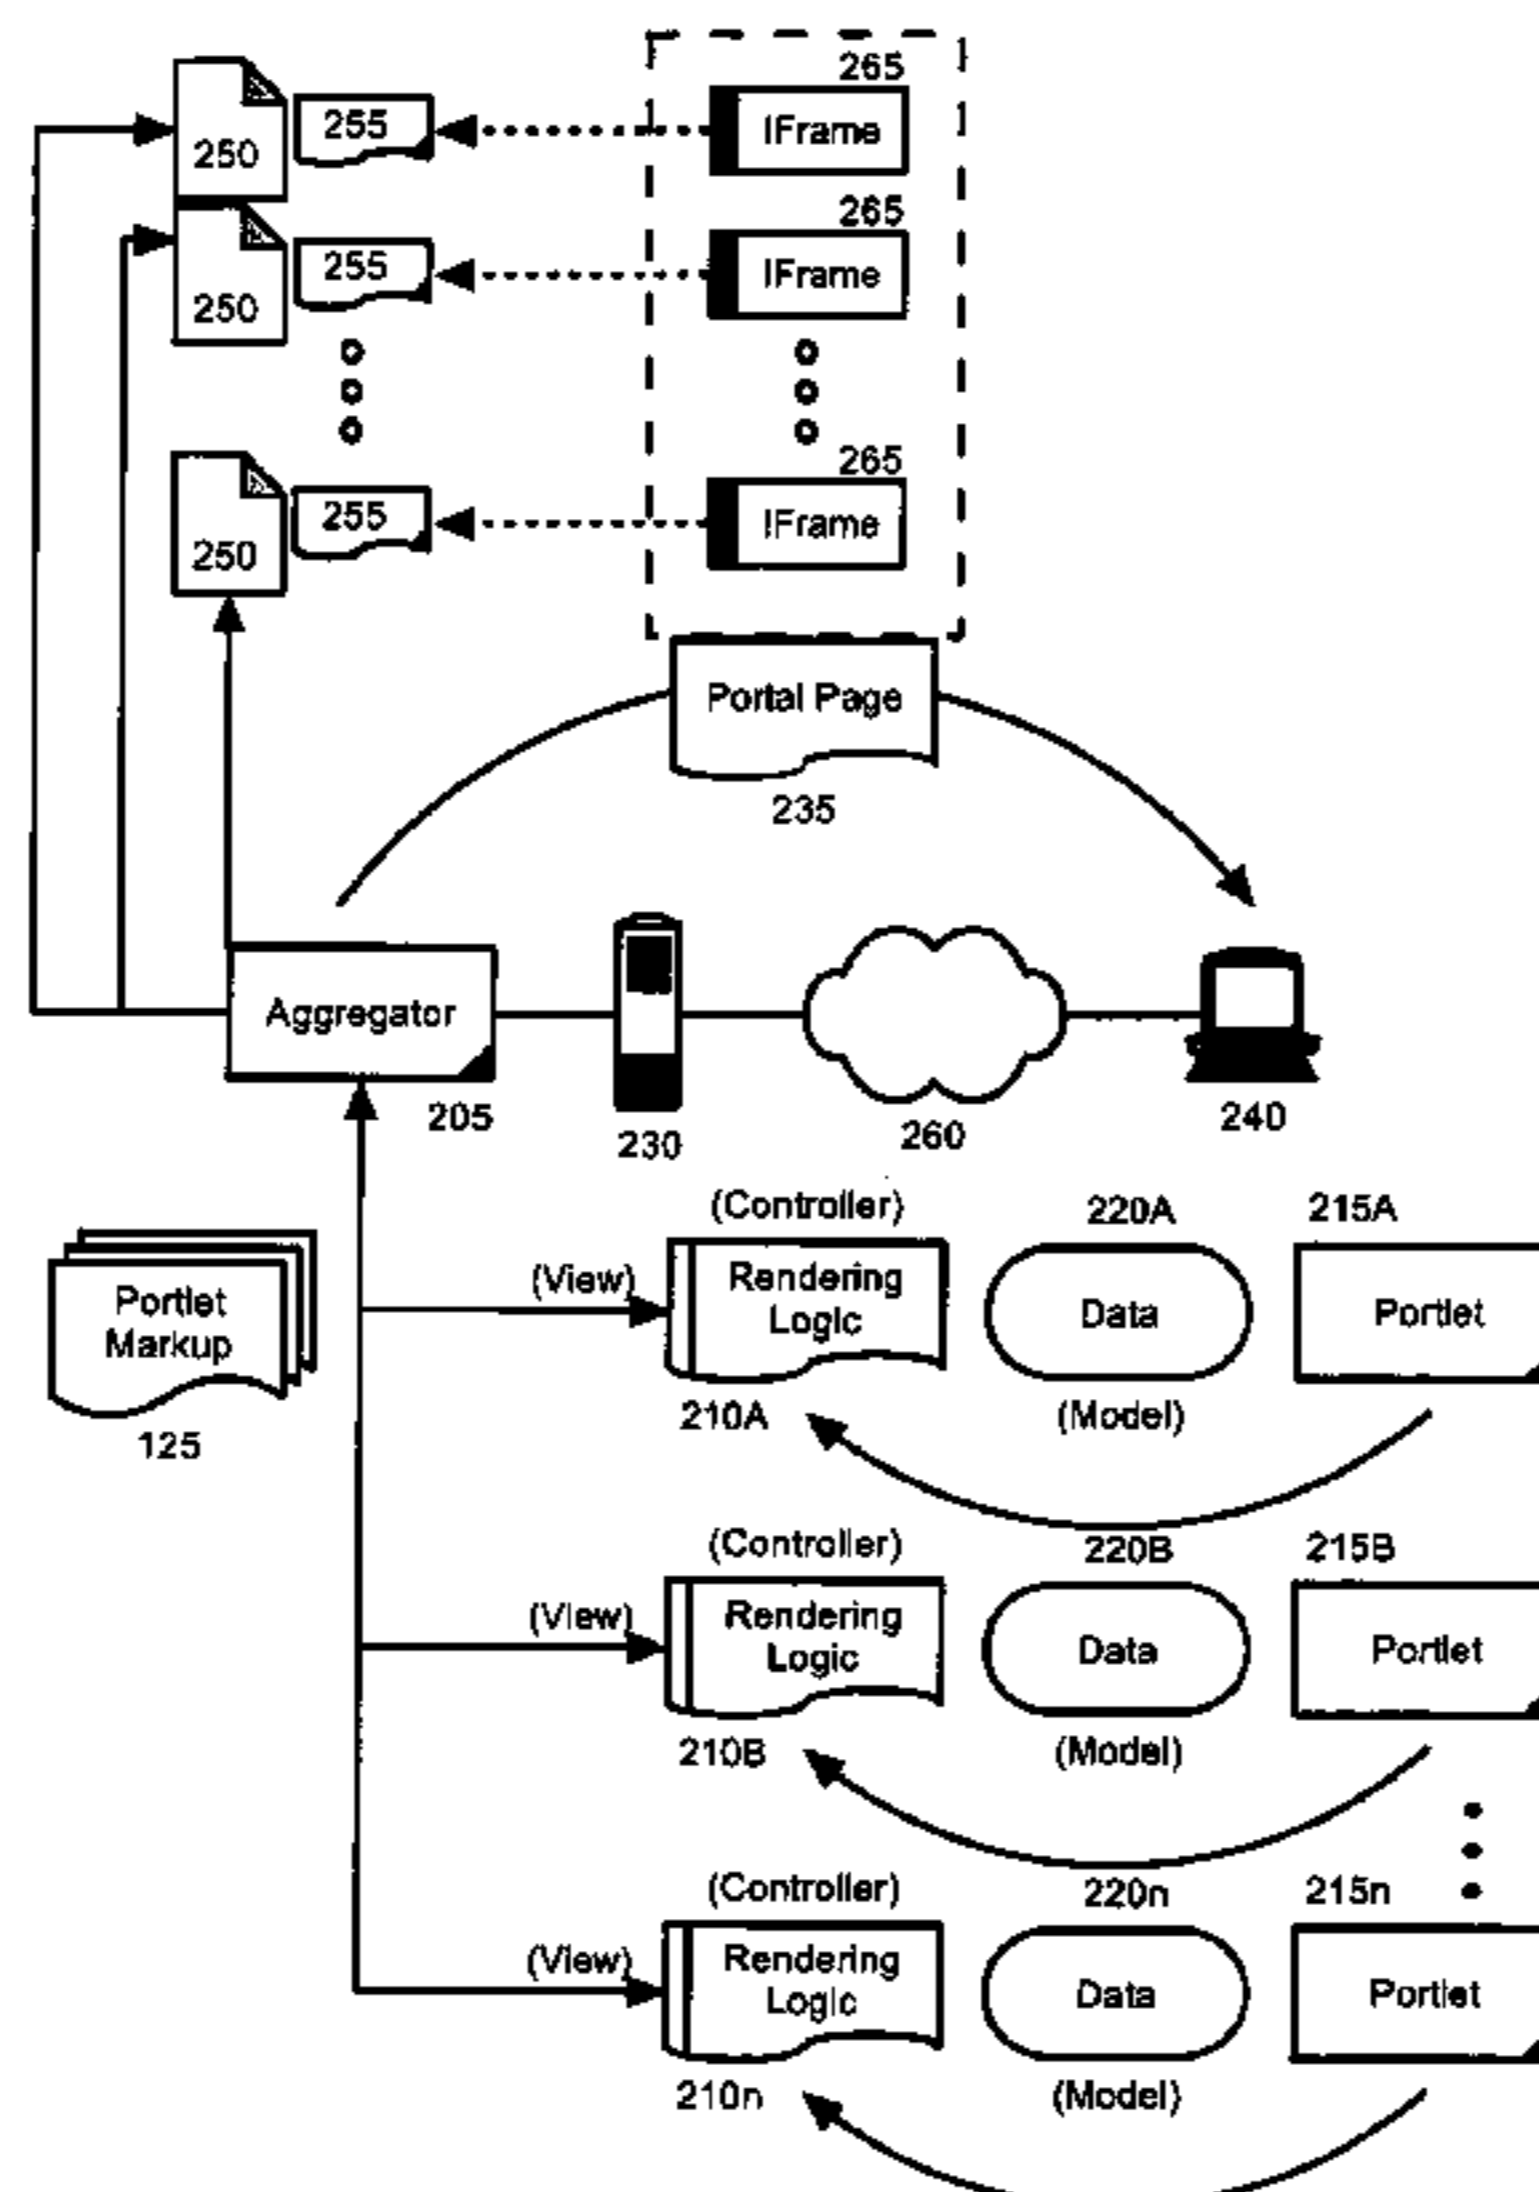 265
255
IFrame
250
265
255
IFrame
250
265
255
IFrame
250
Portal Page
235
Aggregator
205
230
260
240
(Controller)
220A
215A
(View)
Rendering
Logic
Data
Portlet
Portlet
Markup
125
210A
(Model)
(Controller)
220B
215B
(View)
Rendering
Logic
Data
Portlet
210B
(Model)
(Controller)
220n
215n
(View)
Rendering
Logic
Data
Portlet
210n
(Model)